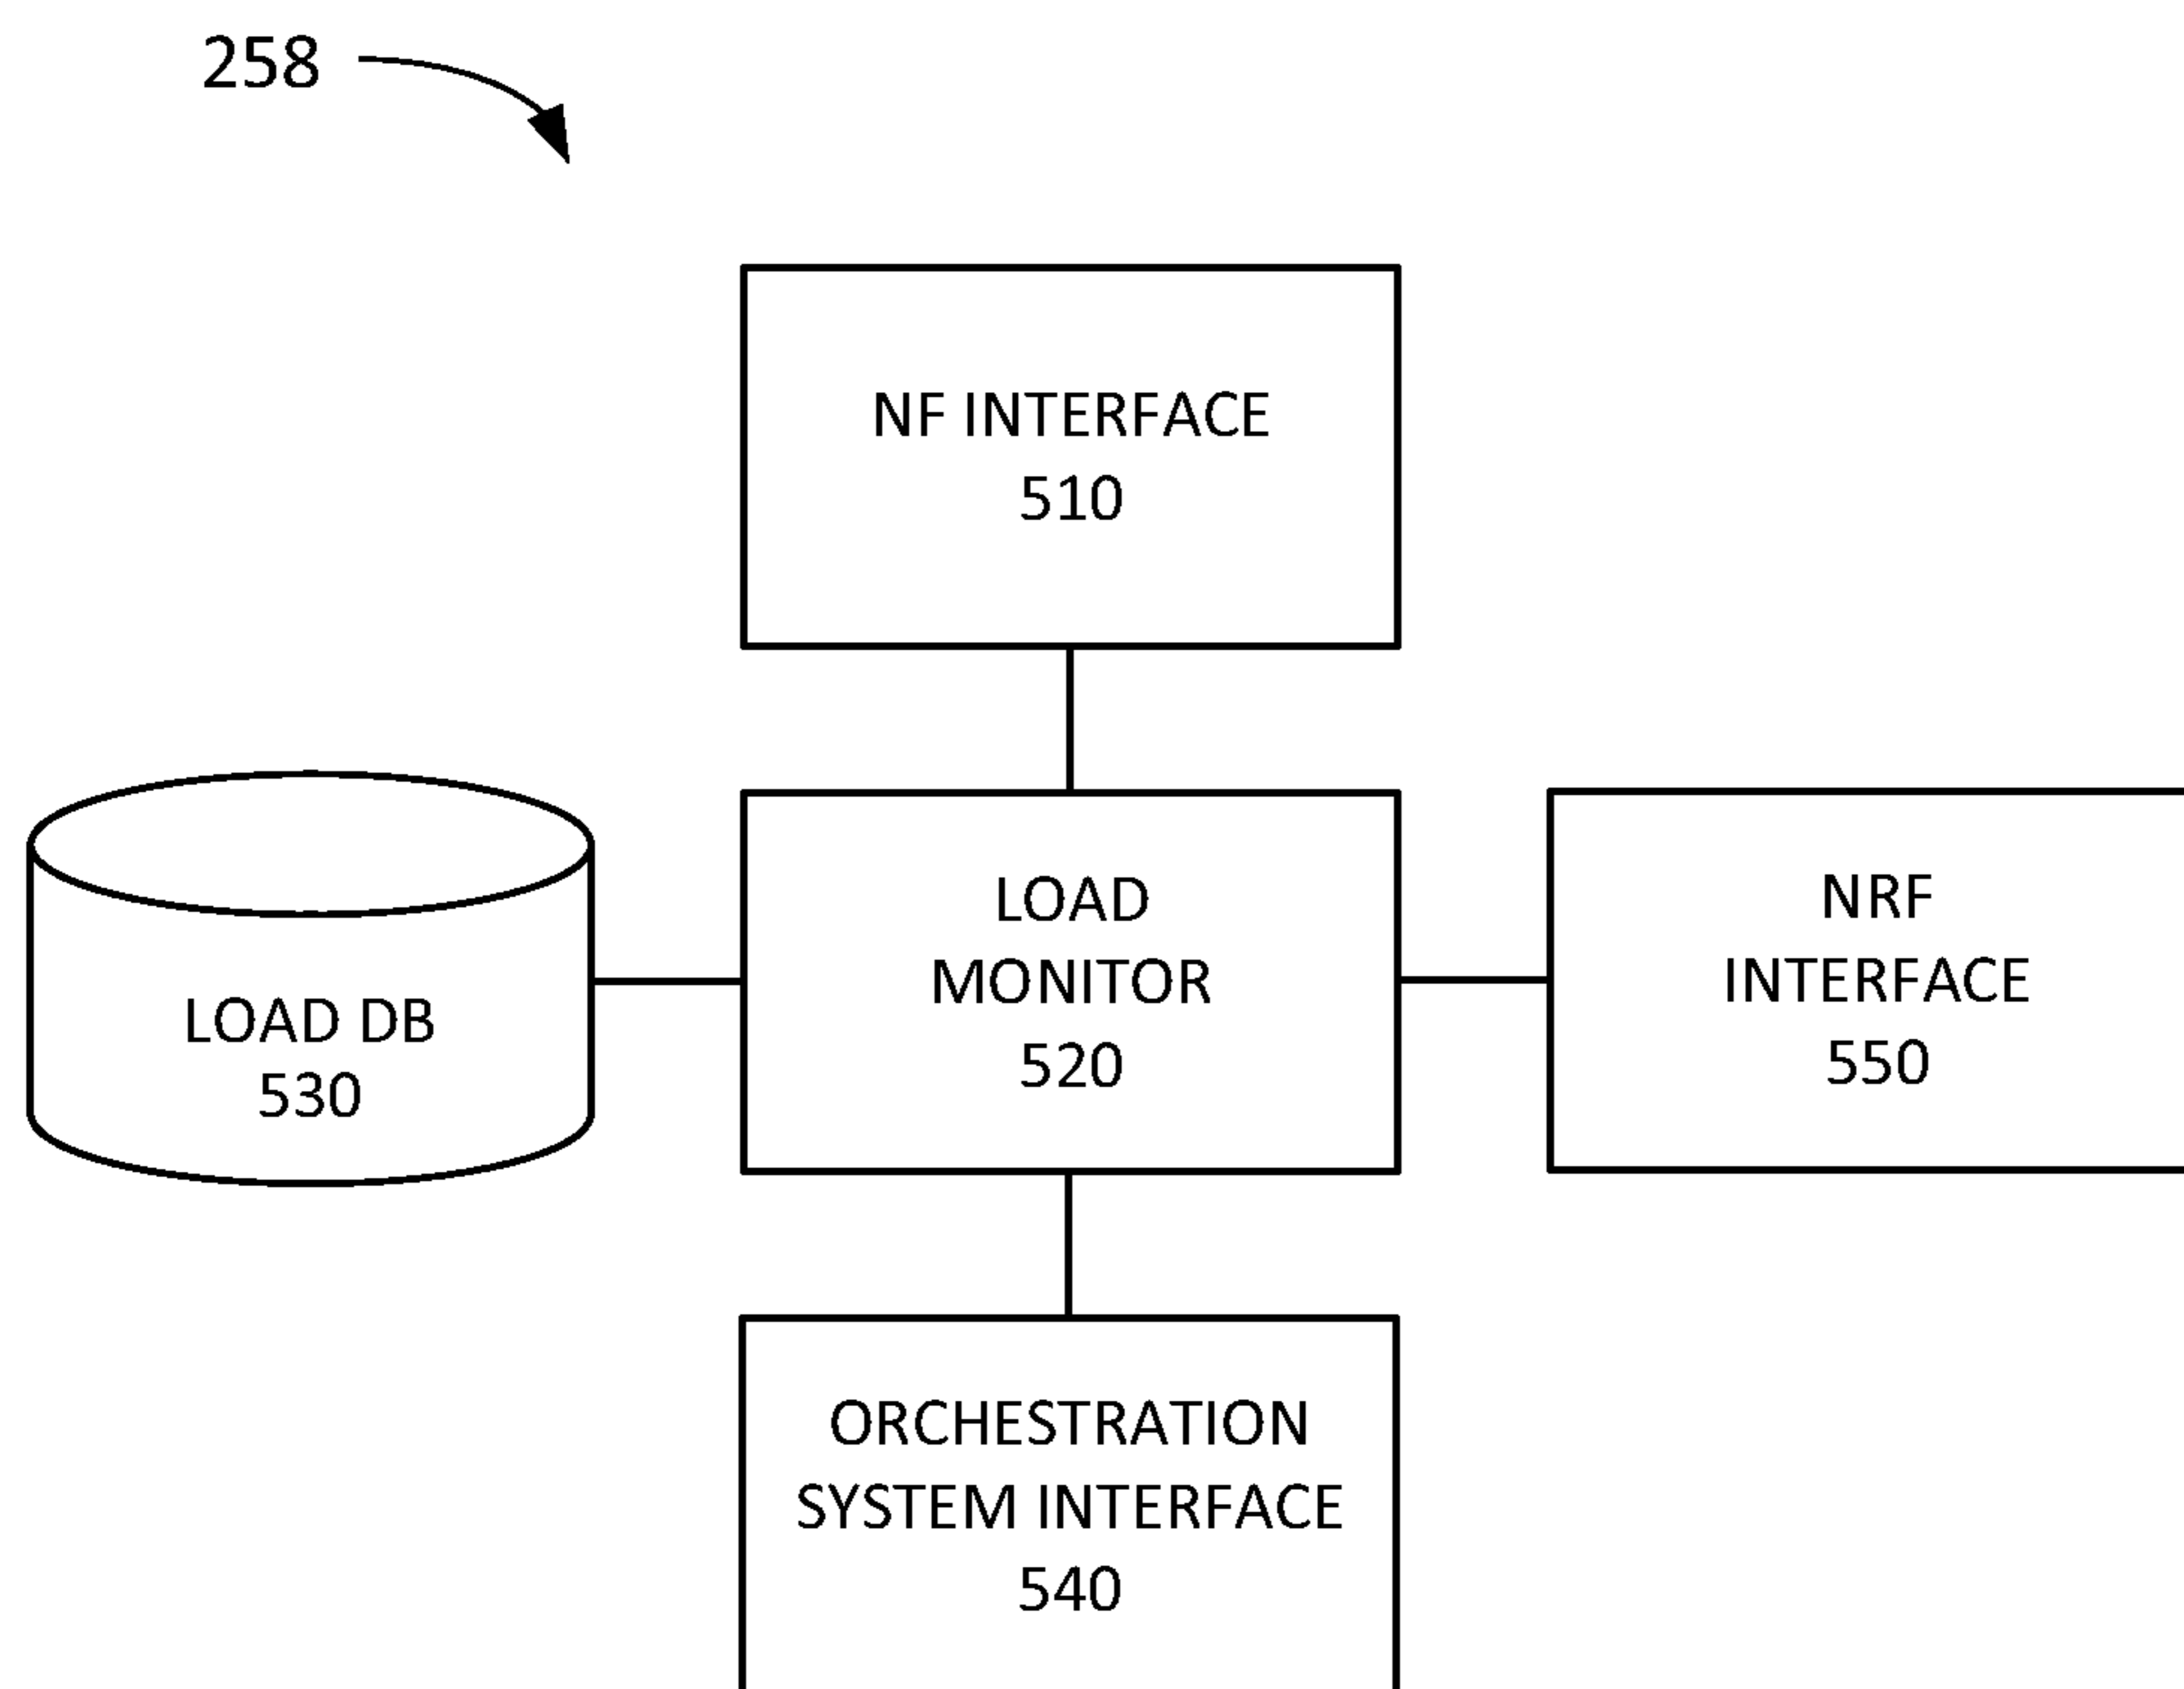 258
NF INTERFACE
510
LOAD DB
530
LOAD
MONITOR
520
NRF
INTERFACE
550
ORCHESTRATION
SYSTEM INTERFACE
540